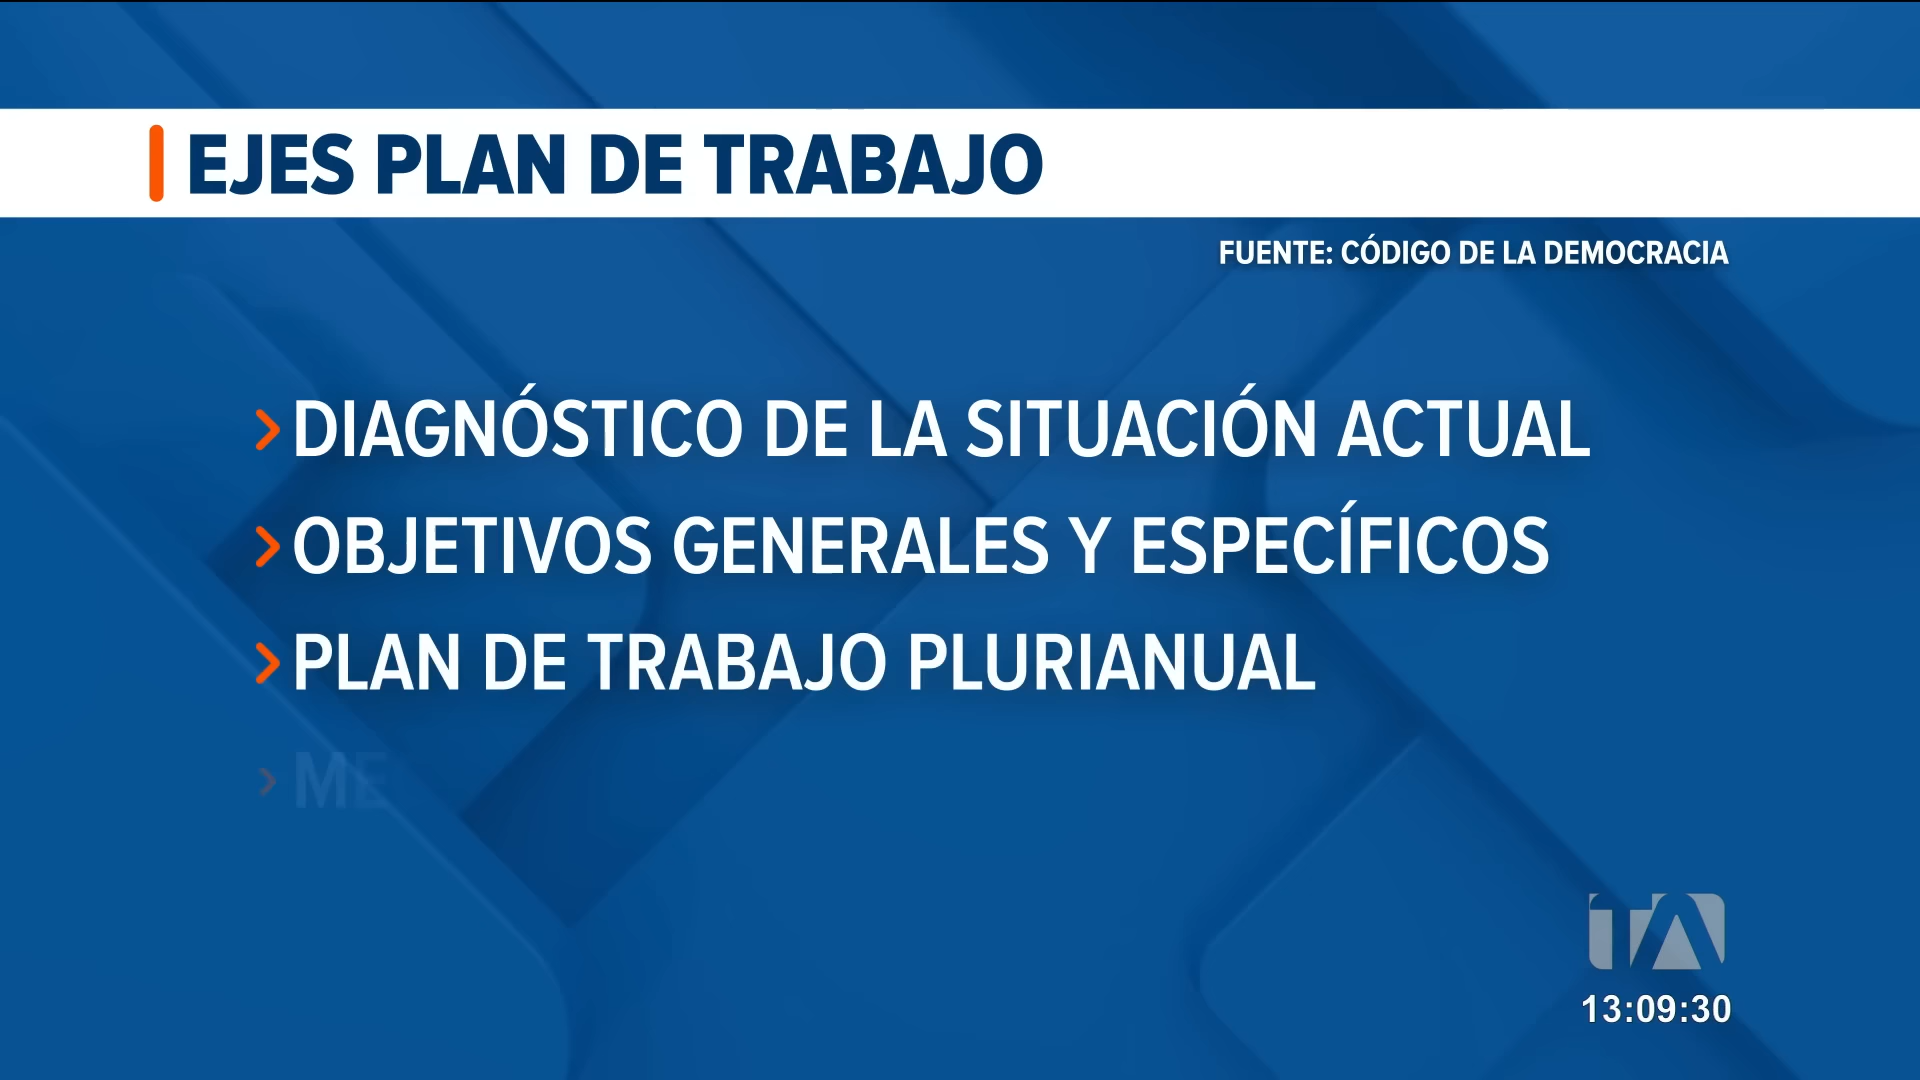 EJES PLAN DE TRABAJO
FUENTE: CÓDIGO DE LA DEMOCRACIA
DIAGNÓSTICO DE LA SITUACIÓN ACTUAL
OBJETIVOS GENERALES Y ESPECÍFICOS
PLAN DE TRABAJO PLURIANUAL
TA
13:09:30